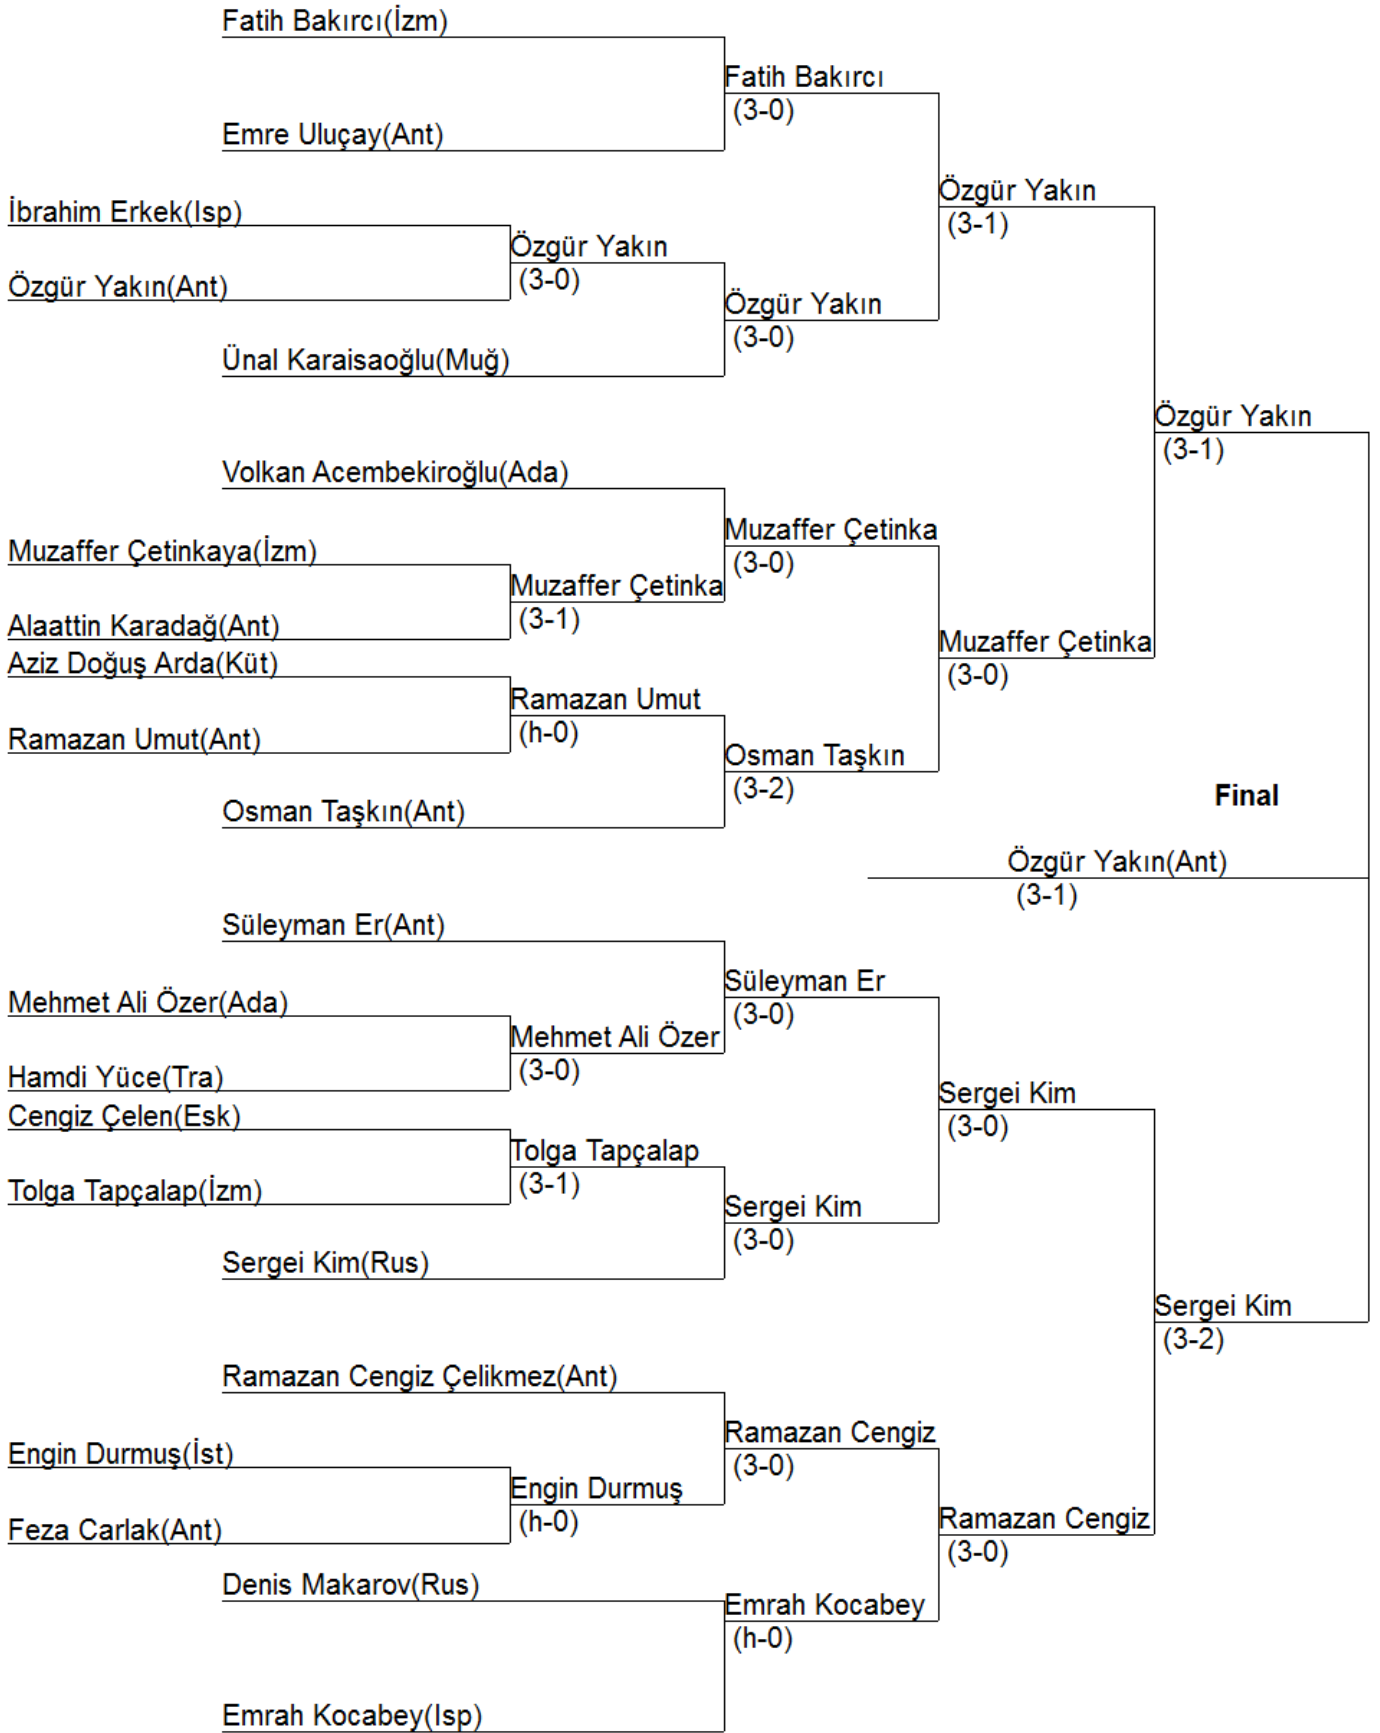 Fatih Bakırcı(İzm)
Fatih Bakırcı
(3-0)
Emre Uluçay(Ant)
Özgür Yakın
(3-1)
İbrahim Erkek(Isp)
Özgür Yakın
(3-0)
Özgür Yakın(Ant)
Özgür Yakın
(3-0)
Ünal Karaisaoğlu(Muğ)
Özgür Yakın
(3-1)
Volkan Acembekiroğlu(Ada)
Muzaffer Çetinka
(3-0)
Muzaffer Çetinkaya(İzm)
Muzaffer Çetinka
(3-1)
Alaattin Karadağ(Ant)
Muzaffer Çetinka
(3-0)
Aziz Doğuş Arda(Küt)
Ramazan Umut
(h-0)
Ramazan Umut(Ant)
Osman Taşkın
(3-2)
Osman Taşkın(Ant)
Final
Özgür Yakın(Ant)
(3-1)
Süleyman Er(Ant)
Süleyman Er
(3-0)
Mehmet Ali Özer(Ada)
Mehmet Ali Özer
(3-0)
Hamdi Yüce(Tra)
Sergei Kim
(3-0)
Cengiz Çelen(Esk)
Tolga Tapçalap
(3-1)
Tolga Tapçalap(İzm)
Sergei Kim
(3-0)
Sergei Kim(Rus)
Sergei Kim
(3-2)
Ramazan Cengiz Çelikmez(Ant)
Ramazan Cengiz
(3-0)
Engin Durmuş(İst)
Engin Durmuş
(h-0)
Feza Carlak(Ant)
Ramazan Cengiz
(3-0)
Denis Makarov(Rus)
Emrah Kocabey
(h-0)
Emrah Kocabey(Isp)